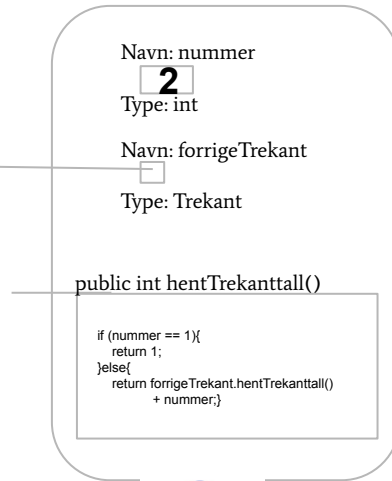 Navn: nummer
2
Type: int
Navn: forrigeTrekant
Type: Trekant
public int hentTrekanttall()
if (nummer == 1){
return 1;
}else{
return forrigeTrekant.hentTrekanttall()
+ nummer;}